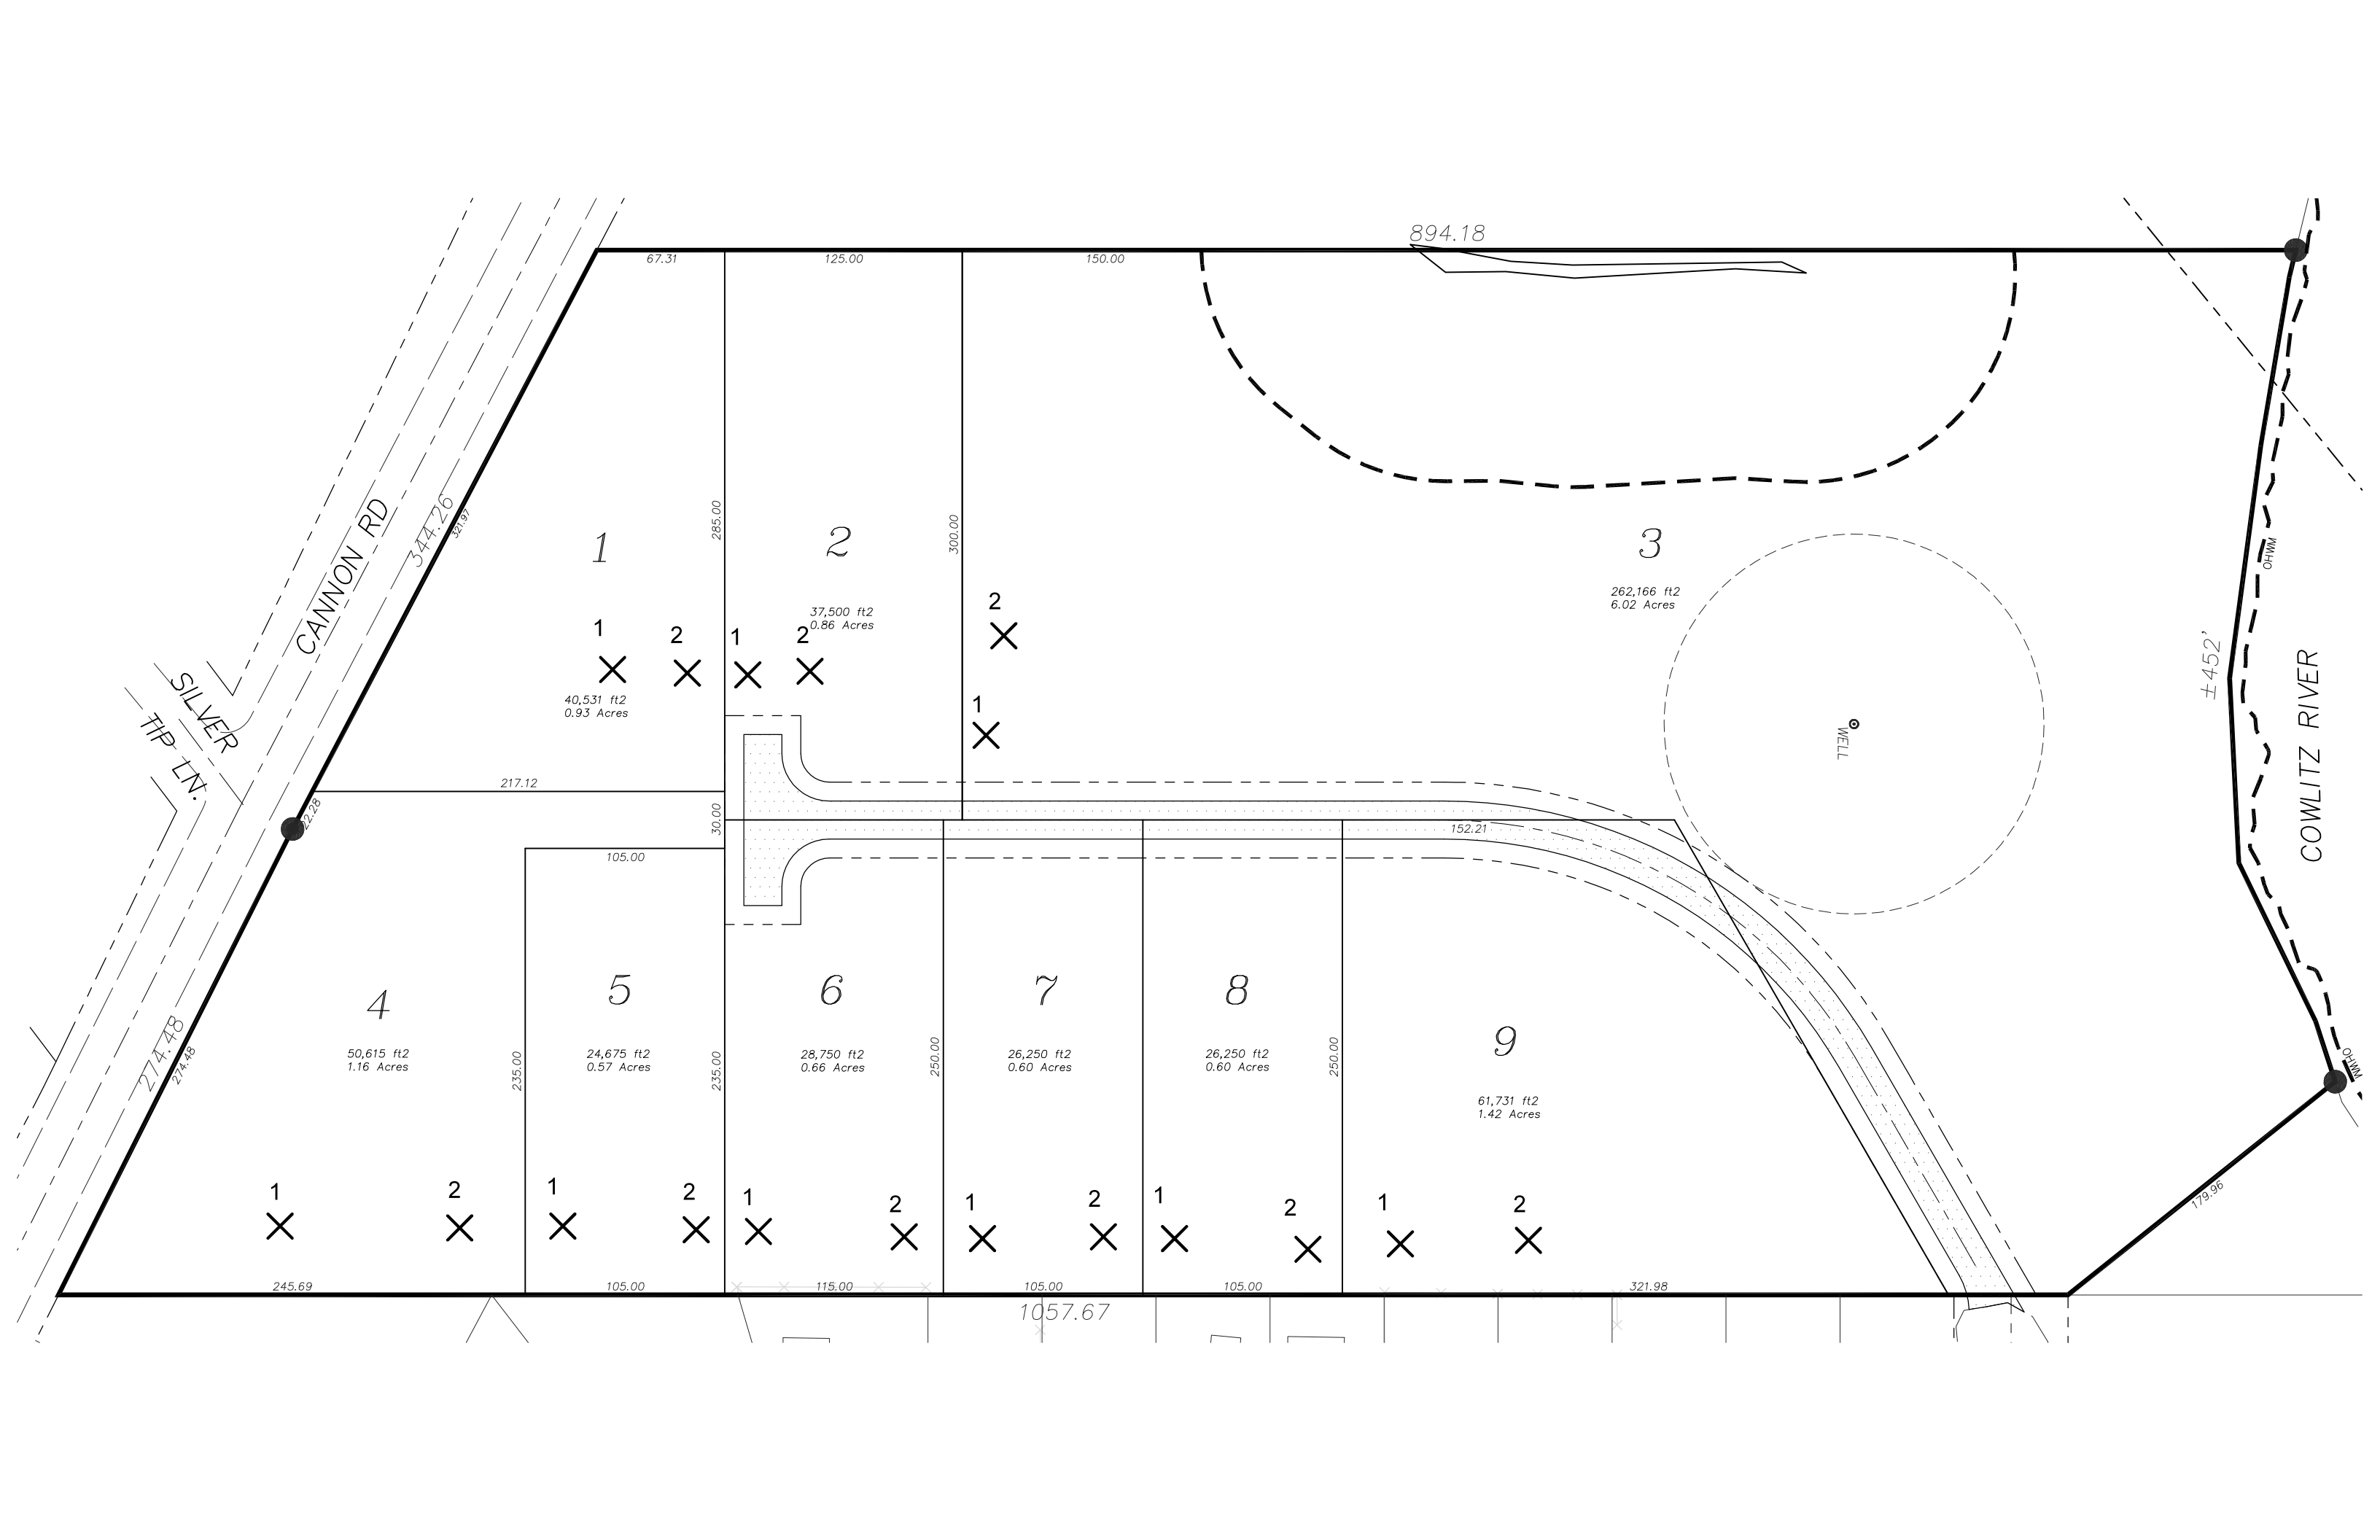 894.18
67.31
125.00
150.00
CANNON RD
344.26
321.97
285.00
300.00
1
2
3
37,500 ft2
0.86 Acres
262,166 ft2
6.02 Acres
OHWM
±452'
COWLITZ RIVER
1
2
1
2
2
1
40,531 ft2
0.93 Acres
SILVER
TIP LN.
WELL
217.12
22.28
30.00
152.21
105.00
4
5
6
7
8
9
274.48
274.48
50,615 ft2
1.16 Acres
235.00
24,675 ft2
0.57 Acres
235.00
28,750 ft2
0.66 Acres
250.00
26,250 ft2
0.60 Acres
26,250 ft2
0.60 Acres
250.00
61,731 ft2
1.42 Acres
OHWM
179.96
1
2
1
2
1
2
1
2
1
2
1
2
245.69
105.00
115.00
105.00
105.00
321.98
1057.67